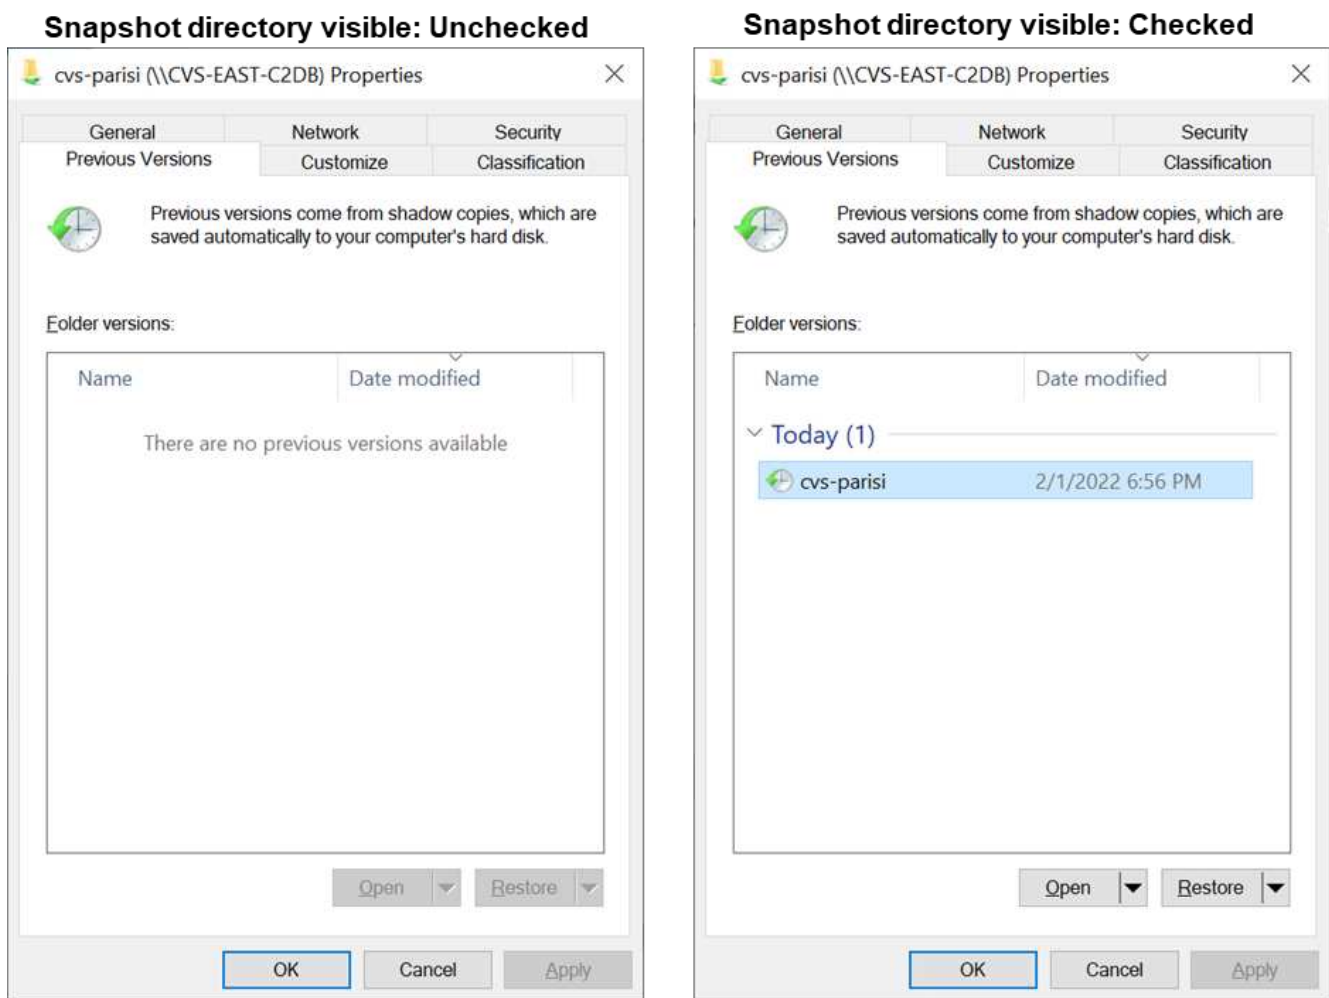 Snapshot directory visible: Unchecked
cvs-parisi (\\CVS-EAST-C2DB) Properties
General
Network
Security
Previous Versions
Customize
Classification
Previous versions come from shadow copies, which are
saved automatically to your computer's hard disk.
Folder versions:
Name
Date modified
There are no previous versions available
Open
Restore
OK
Cancel
Apply
Snapshot directory visible: Checked
cvs-parisi (\\CVS-EAST-C2DB) Properties
General
Network
Security
Previous Versions
Customize
Classification
Previous versions come from shadow copies, which are
saved automatically to your computer's hard disk.
Folder versions:
Name
Date modified
Today (1)
cvs-parisi
2/1/2022 6:56 PM
Open
Restore
OK
Cancel
Apply